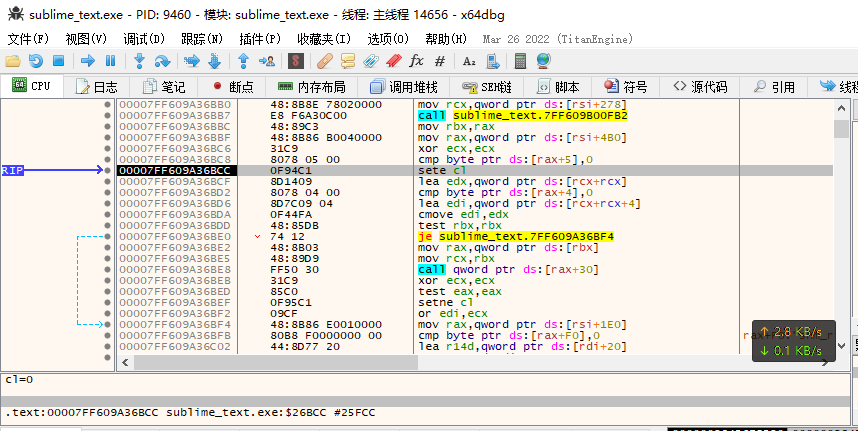 sublime_text.exe - PID: 9460 - 模块: sublime_text.exe - 线程: 主线程 14656 - x64dbg
文件(F) 视图(V) 调试(D) 跟踪(N) 插件(P) 收藏夹(I) 选项(O) 帮助(H) Mar 26 2022 (TitanEngine)
CPU 日志 笔记 断点 内存布局 调用堆栈 SEH链 脚本 符号 源代码 引用 线程
00007FF609A36BB0 48:8B8E 78020000 mov rcx,qword ptr ds:[rsi+278]
00007FF609A36BB7 E8 F6A30C00 call sublime_text.7FF609B00FB2
00007FF609A36BBC 48:89C3 mov rbx,rax
00007FF609A36BBF 48:8B86 B0040000 mov rax,qword ptr ds:[rsi+4B0]
00007FF609A36BC6 31C9 xor ecx,ecx
00007FF609A36BC8 8078 05 00 cmp byte ptr ds:[rax+5],0
RIP 00007FF609A36BCC 0F94C1 sete cl
00007FF609A36BCF 8D1409 lea edx,qword ptr ds:[rcx+rcx]
00007FF609A36BD2 8078 04 00 cmp byte ptr ds:[rax+4],0
00007FF609A36BD6 8D7C09 04 lea edi,qword ptr ds:[rcx+rcx+4]
00007FF609A36BDA 0F44FA cmove edi,edx
00007FF609A36BDD 48:85DB test rbx,rbx
00007FF609A36BE0 74 12 je sublime_text.7FF609A36BF4
00007FF609A36BE2 48:8B03 mov rax,qword ptr ds:[rbx]
00007FF609A36BE5 48:89D9 mov rcx,rbx
00007FF609A36BE8 FF50 30 call qword ptr ds:[rax+30]
00007FF609A36BEB 31C9 xor ecx,ecx
00007FF609A36BED 85C0 test eax,eax
00007FF609A36BEF 0F95C1 setne cl
00007FF609A36BF2 09CF or edi,ecx
00007FF609A36BF4 48:8B86 E0010000 mov rax,qword ptr ds:[rsi+1E0]
00007FF609A36BFB 80B8 F0000000 00 cmp byte ptr ds:[rax+F0],0
00007FF609A36C02 44:8D77 20 lea r14d,qword ptr ds:[rdi+20]
↑ 2.8 KB/s
↓ 0.1 KB/s
cl=0
.text:00007FF609A36BCC sublime_text.exe:$26BCC #25FCC